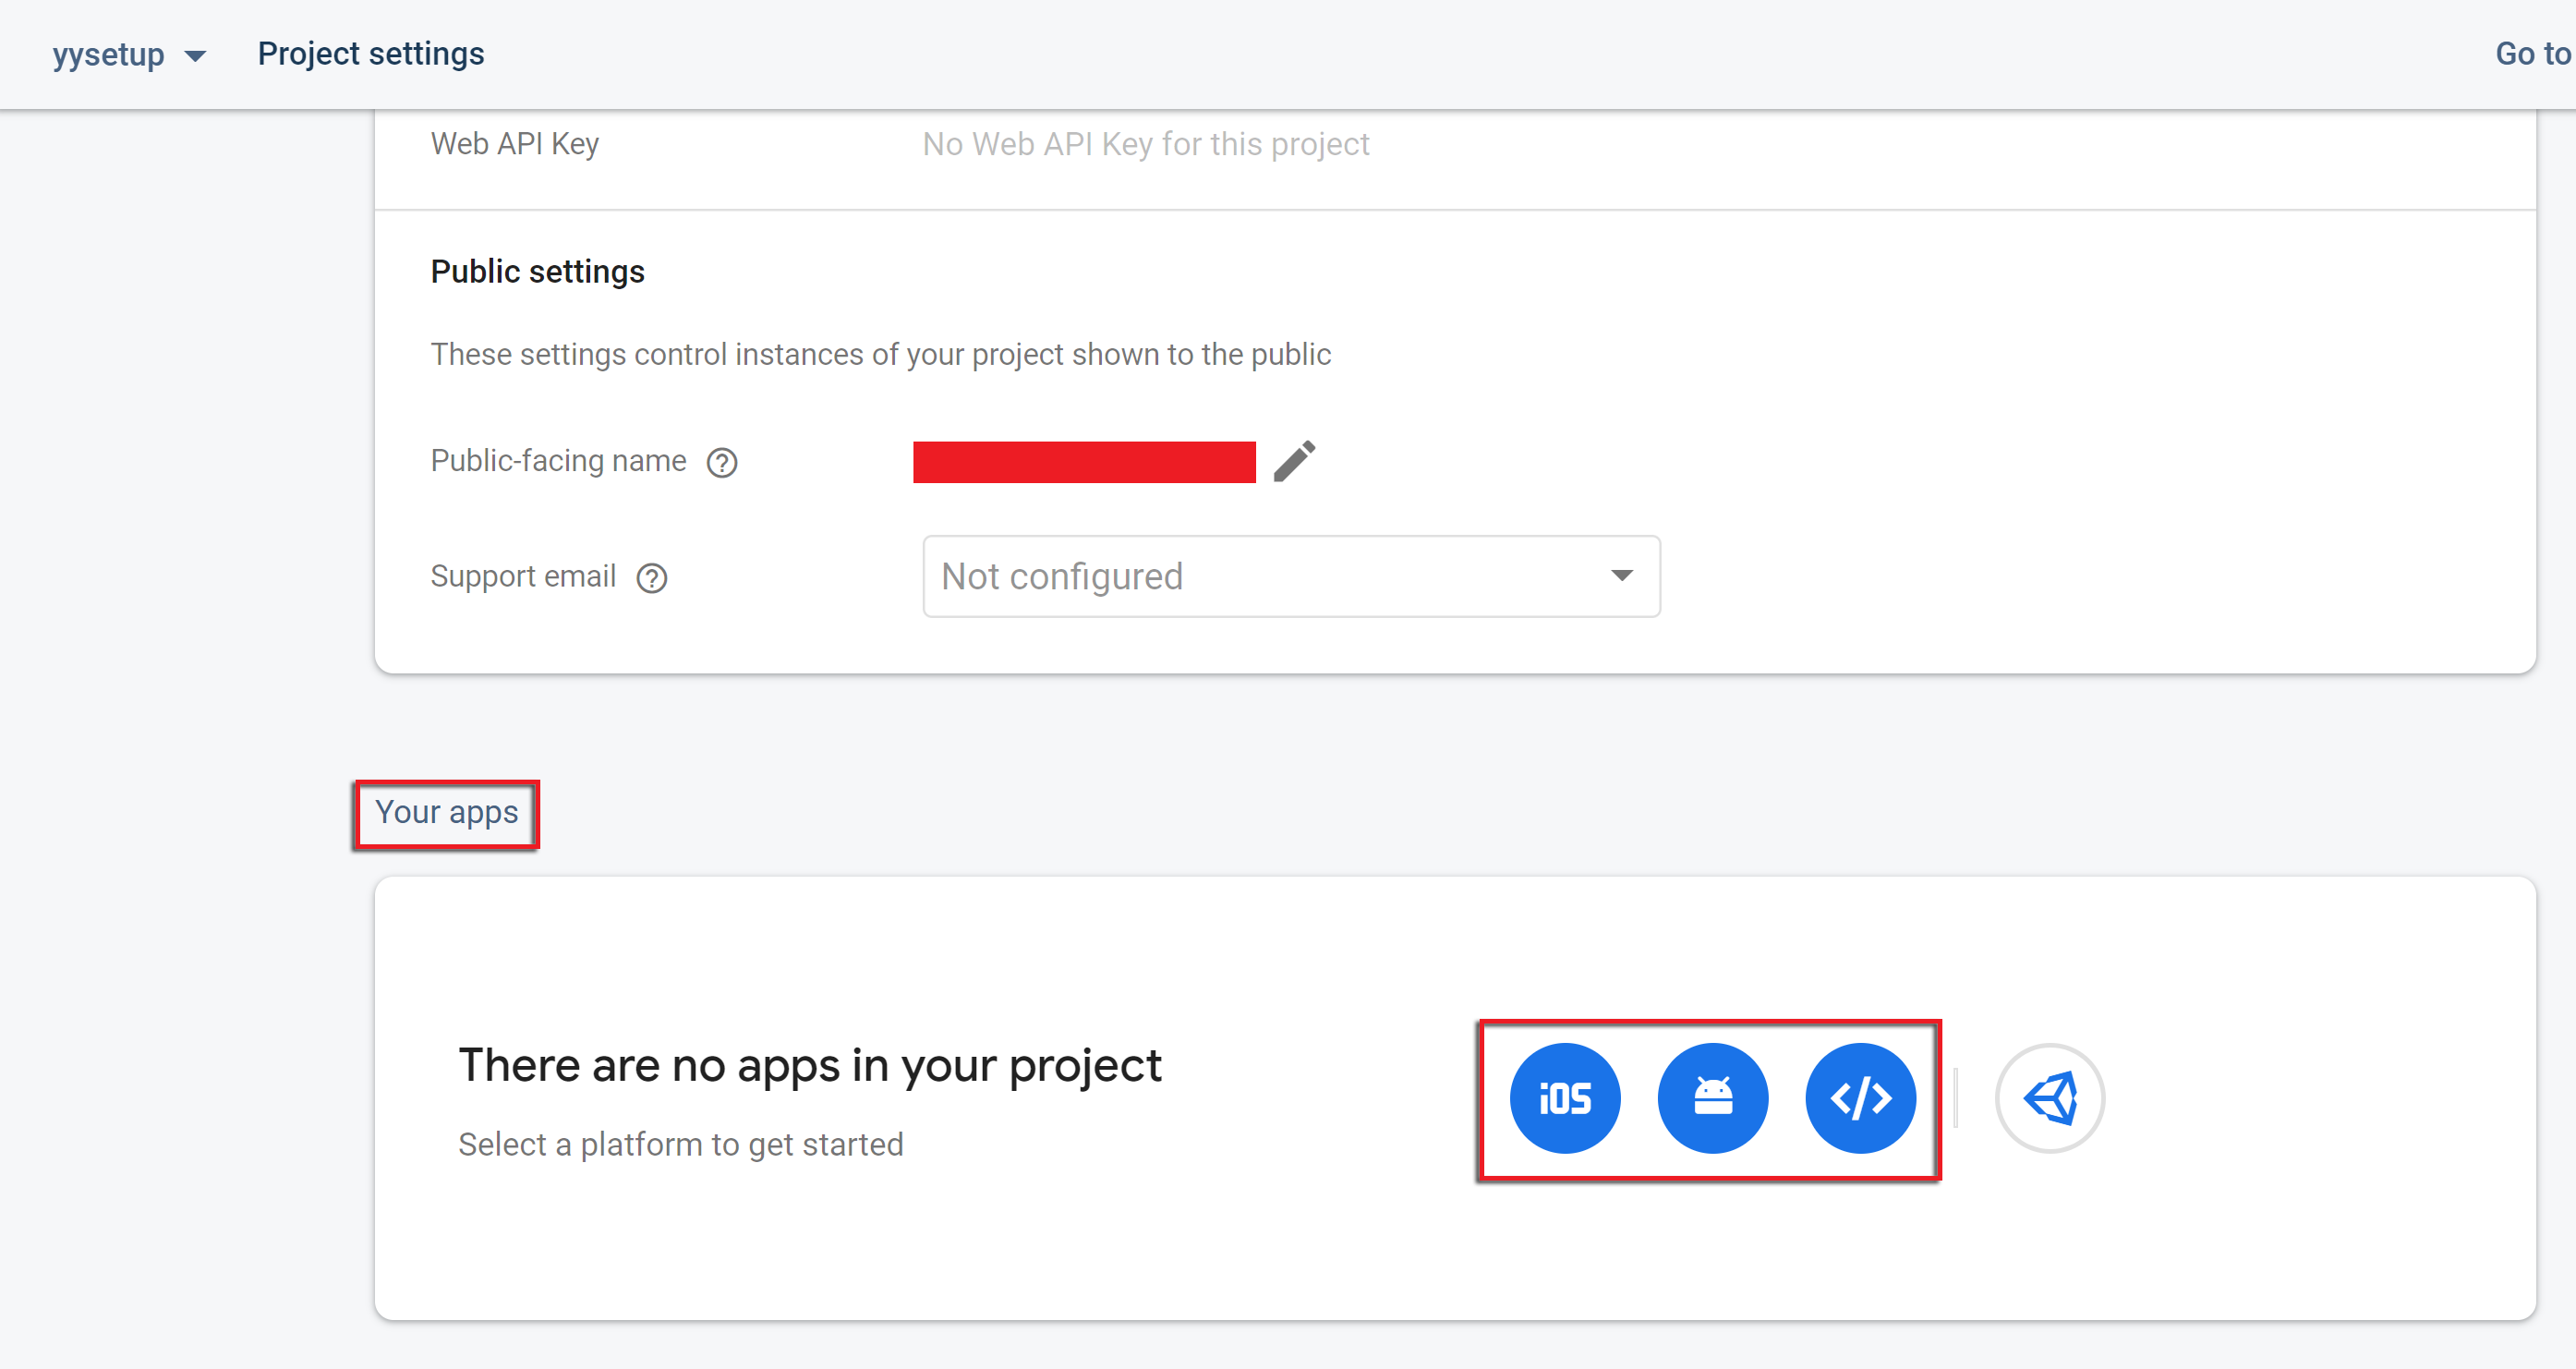 yysetup Project settings Go to
Web API Key No Web API Key for this project
Public settings
These settings control instances of your project shown to the public
Public-facing name ?
Support email ? Not configured
Your apps
There are no apps in your project
Select a platform to get started
iOS </>